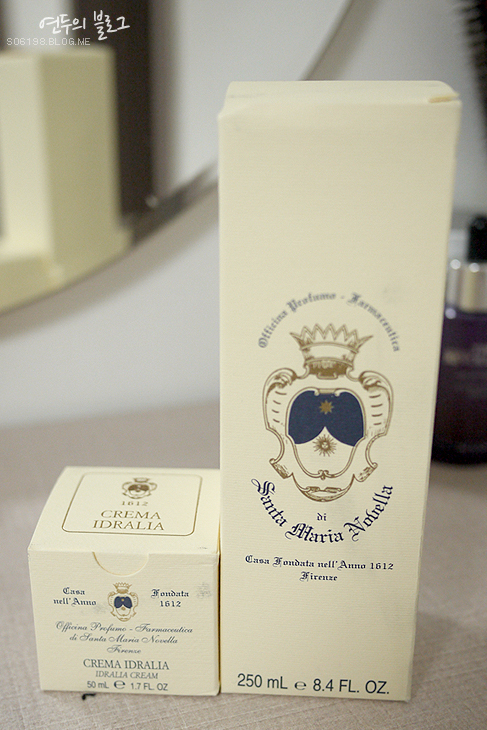 연두의 블로그
S06198.BLOG.ME
Officina Profumo - Farmaceutica
di
Santa Maria Novella
Casa Fondata nell'Anno 1612
Firenze
250 mL ℮ 8.4 FL. OZ.
1612
CREMA
IDRALIA
Casa Fondata
nell'Anno 1612
Officina Profumo - Farmaceutica
di Santa Maria Novella
Firenze
CREMA IDRALIA
IDRALIA CREAM
50 mL ℮ 1.7 FL. OZ.